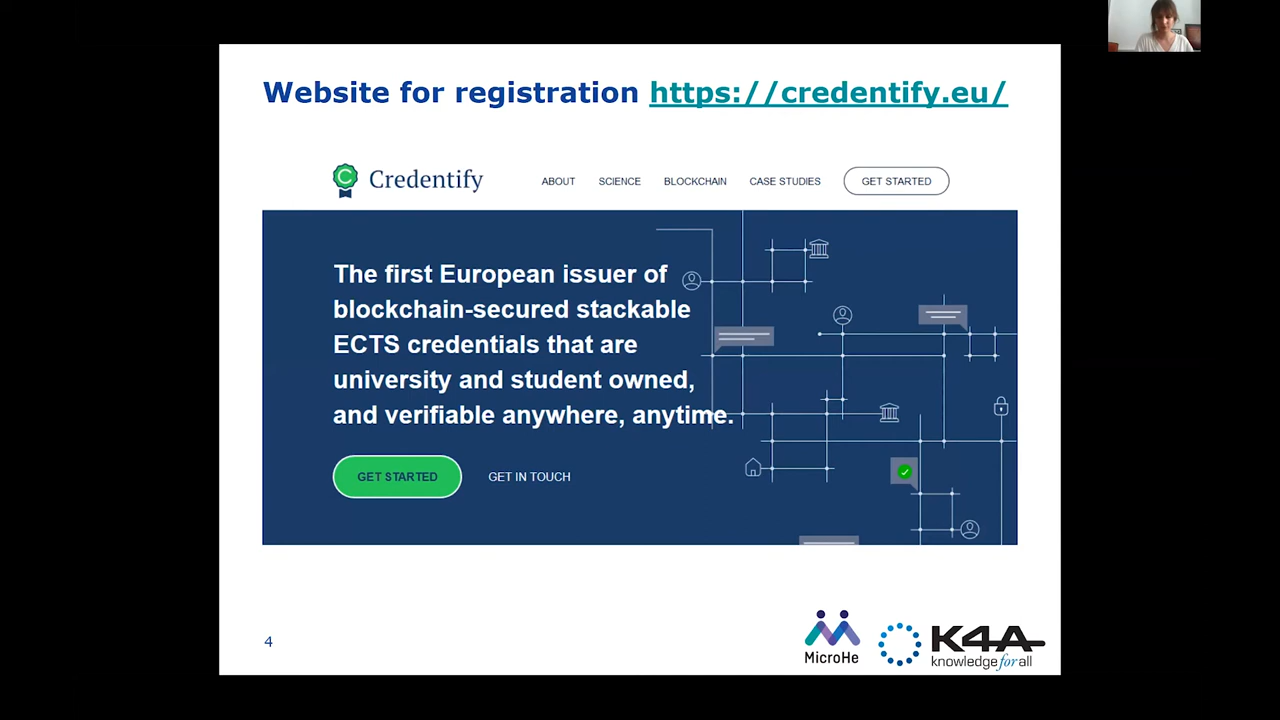 Website for registration https://credentify.eu/
Credentify
ABOUT SCIENCE BLOCKCHAIN CASE STUDIES GET STARTED
The first European issuer of
blockchain-secured stackable
ECTS credentials that are
university and student owned,
and verifiable anywhere, anytime.
GET STARTED GET IN TOUCH
4
MicroHe
K4A
knowledge for all